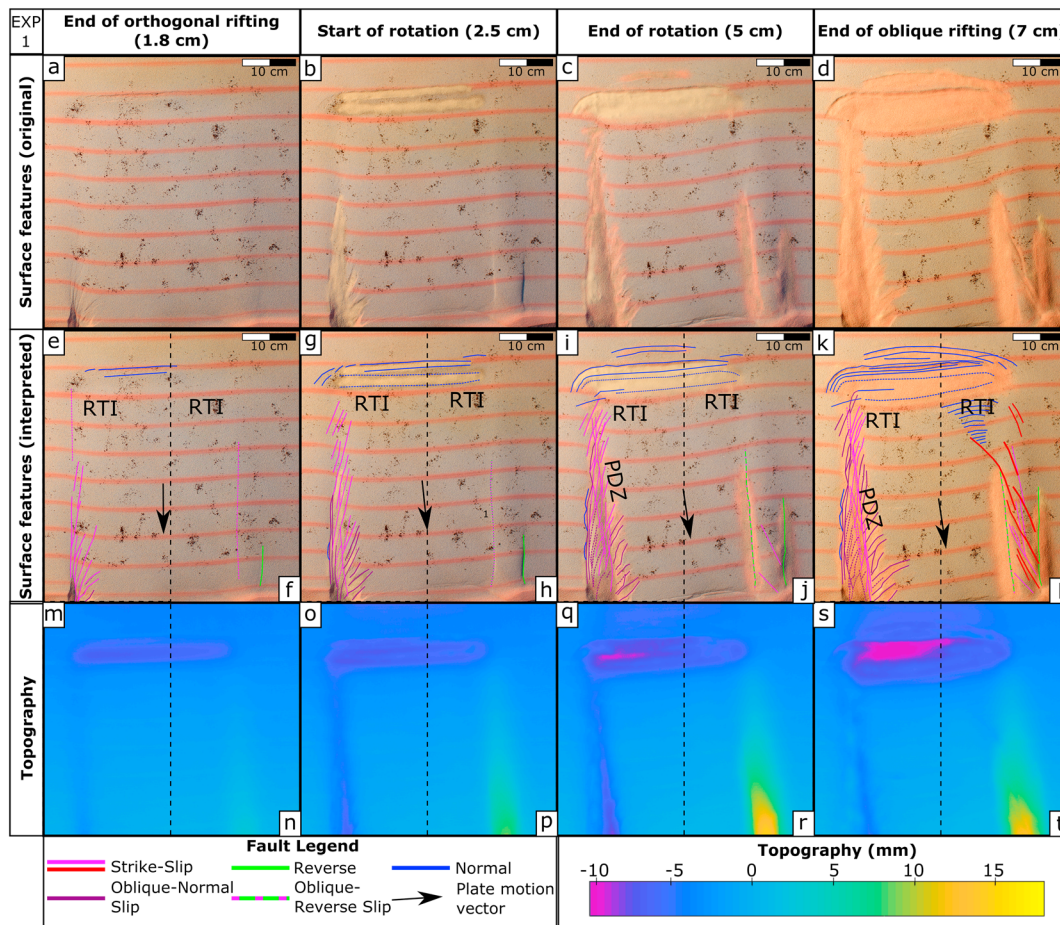 EXP 1
End of orthogonal rifting (1.8 cm)
Start of rotation (2.5 cm)
End of rotation (5 cm)
End of oblique rifting (7 cm)
Surface features (original)
a
10 cm
b
10 cm
c
10 cm
d
10 cm
Surface features (interpreted)
e
10 cm
RTI
RTI
f
g
10 cm
RTI
RTI
1
h
i
10 cm
RTI
RTI
PDZ
j
k
10 cm
RTI
RTI
PDZ
l
Topography
m
n
o
p
q
r
s
t
Fault Legend
Strike-Slip
Reverse
Normal
Oblique-Normal Slip
Oblique-Reverse Slip
Plate motion vector
Topography (mm)
-10 -5 0 5 10 15